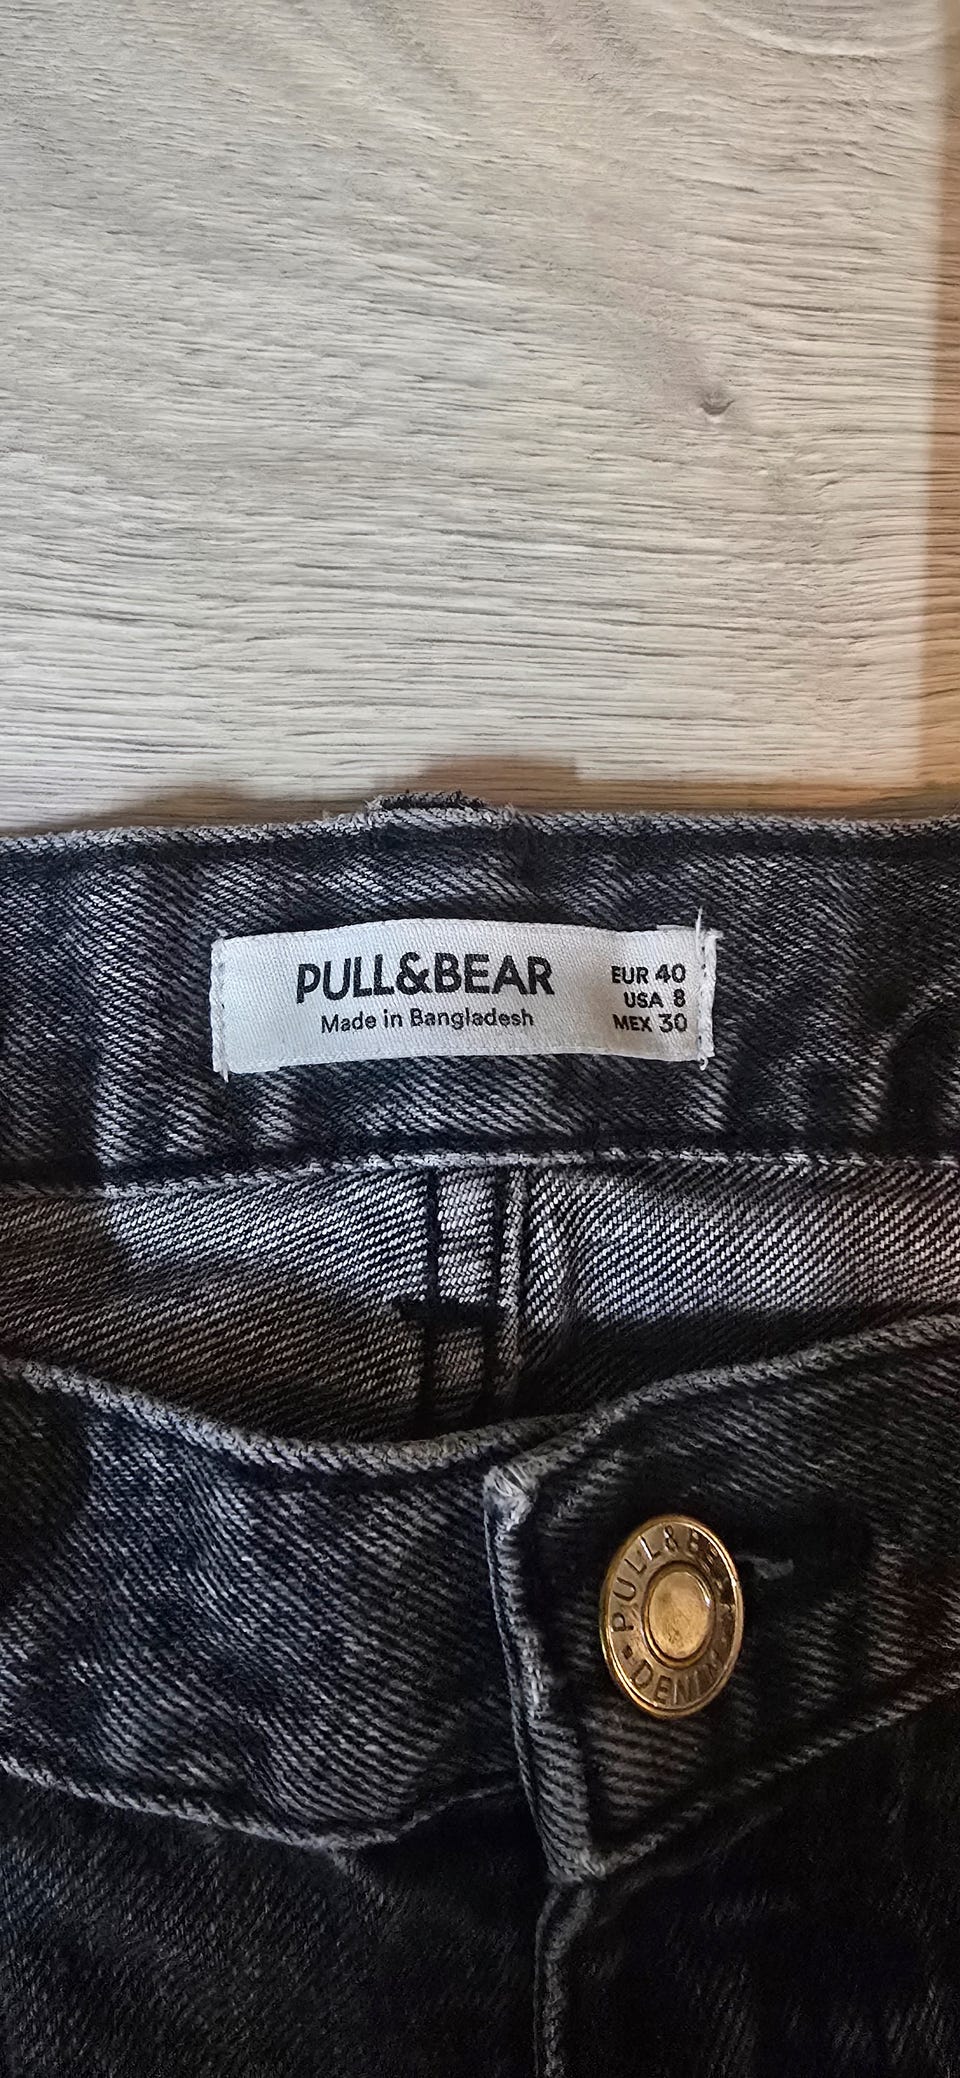 PULL&BEAR
Made in Bangladesh
EUR 40
USA 8
MEX 30
PULL & BEAR
DENIM